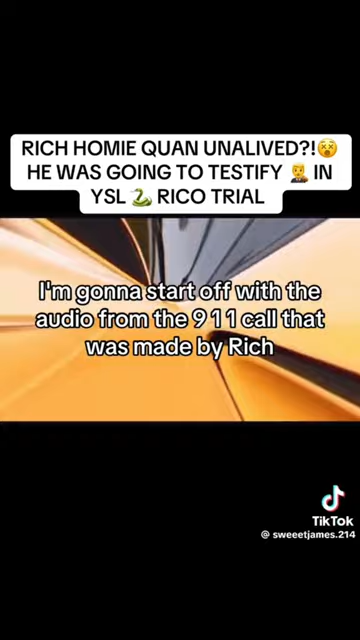 RICH HOMIE QUAN UNALIVED?!😵
HE WAS GOING TO TESTIFY 👨‍⚖️ IN
YSL 🐍 RICO TRIAL
I'm gonna start off with the
audio from the 9 1 1 call that
was made by Rich
TikTok
@sweeetjames.214